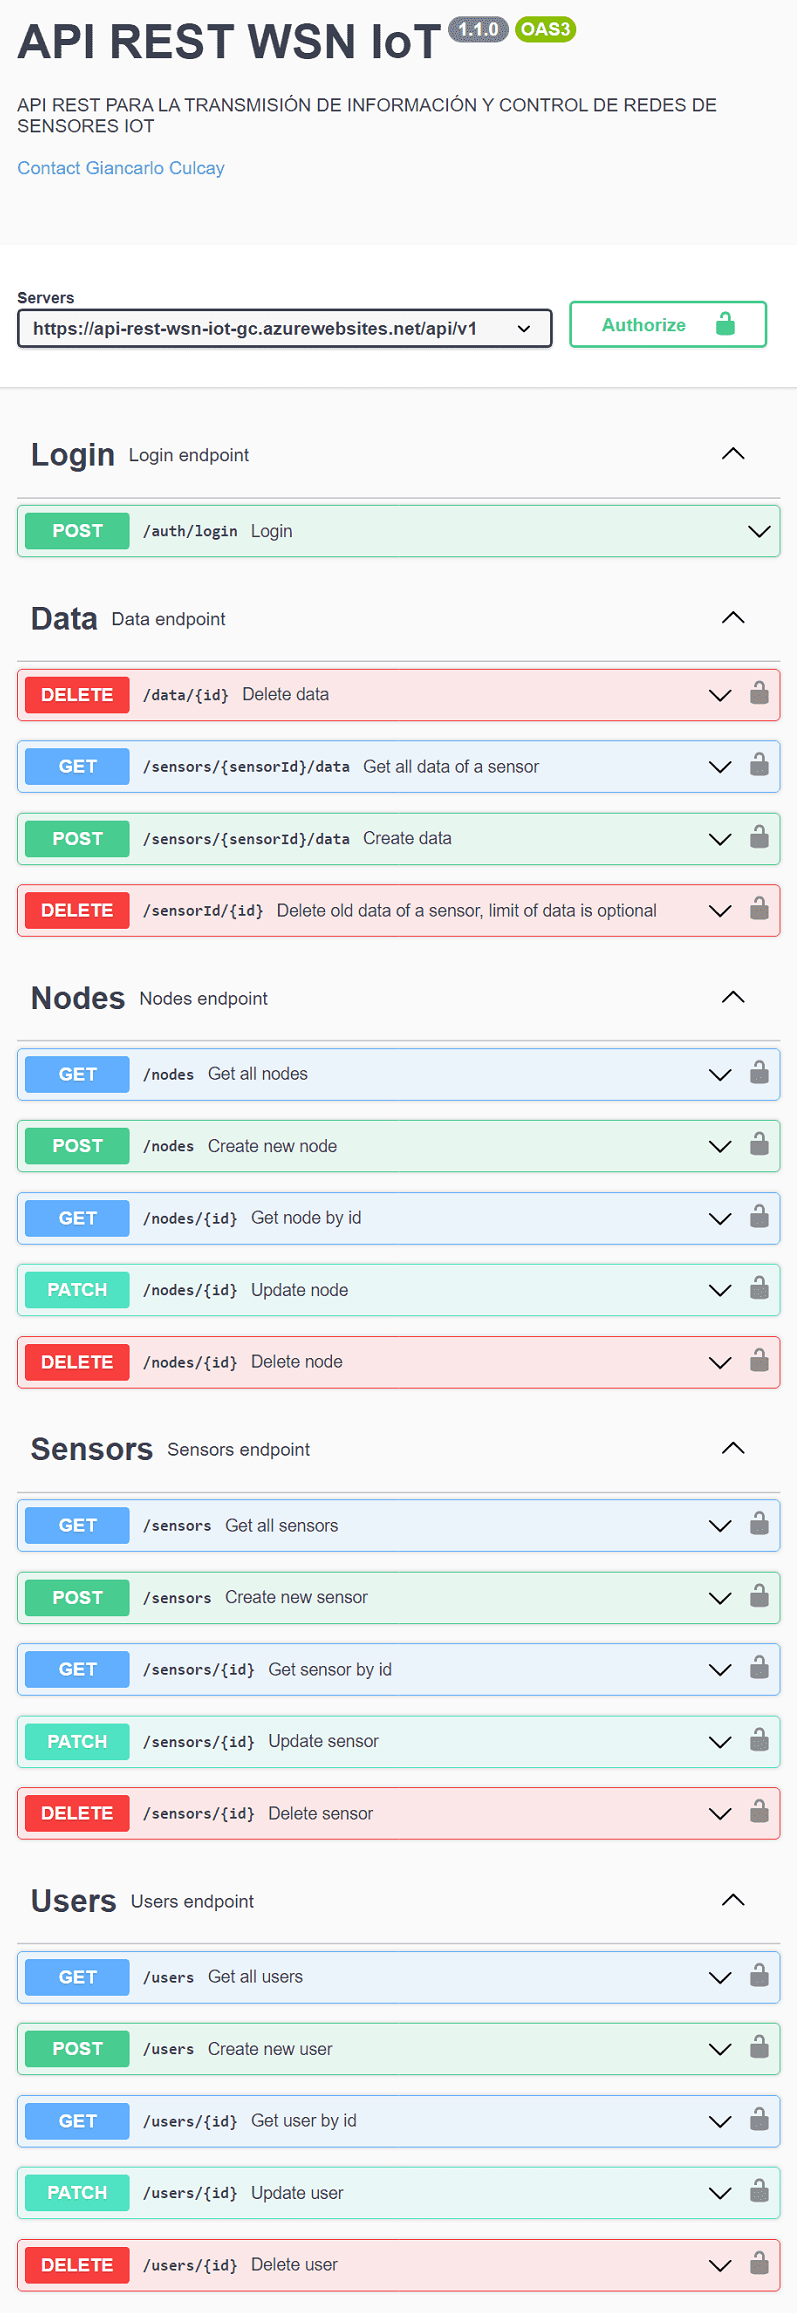 API REST WSN IoT 1.1.0 OAS3
API REST PARA LA TRANSMISIÓN DE INFORMACIÓN Y CONTROL DE REDES DE
SENSORES IOT
Contact Giancarlo Culcay
Servers
https://api-rest-wsn-iot-gc.azurewebsites.net/api/v1
Authorize
Login Login endpoint
POST /auth/login Login
Data Data endpoint
DELETE /data/{id} Delete data
GET /sensors/{sensorId}/data Get all data of a sensor
POST /sensors/{sensorId}/data Create data
DELETE /sensorId/{id} Delete old data of a sensor, limit of data is optional
Nodes Nodes endpoint
GET /nodes Get all nodes
POST /nodes Create new node
GET /nodes/{id} Get node by id
PATCH /nodes/{id} Update node
DELETE /nodes/{id} Delete node
Sensors Sensors endpoint
GET /sensors Get all sensors
POST /sensors Create new sensor
GET /sensors/{id} Get sensor by id
PATCH /sensors/{id} Update sensor
DELETE /sensors/{id} Delete sensor
Users Users endpoint
GET /users Get all users
POST /users Create new user
GET /users/{id} Get user by id
PATCH /users/{id} Update user
DELETE /users/{id} Delete user